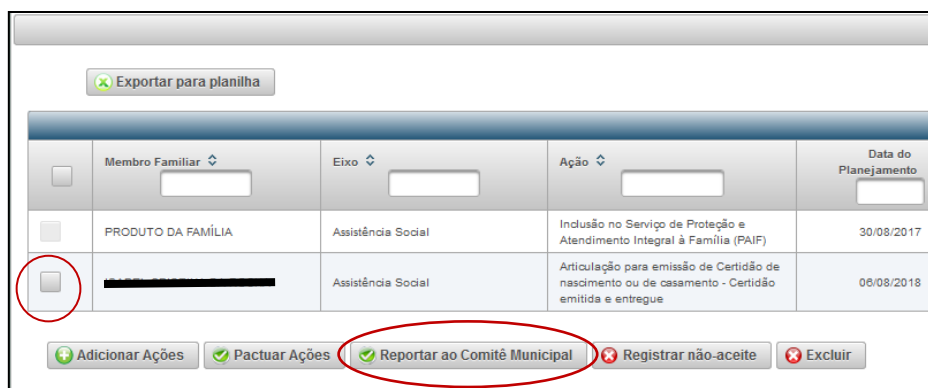 Exportar para planilha
Membro Familiar Eixo Ação Data do
Planejamento
PRODUTO DA FAMÍLIA Assistência Social Inclusão no Serviço de Proteção e
Atendimento Integral à Família (PAIF) 30/08/2017
Assistência Social Articulação para emissão de Certidão de
nascimento ou de casamento - Certidão
emitida e entregue 06/08/2018
Adicionar Ações Pactuar Ações Reportar ao Comitê Municipal Registrar não-aceite Excluir